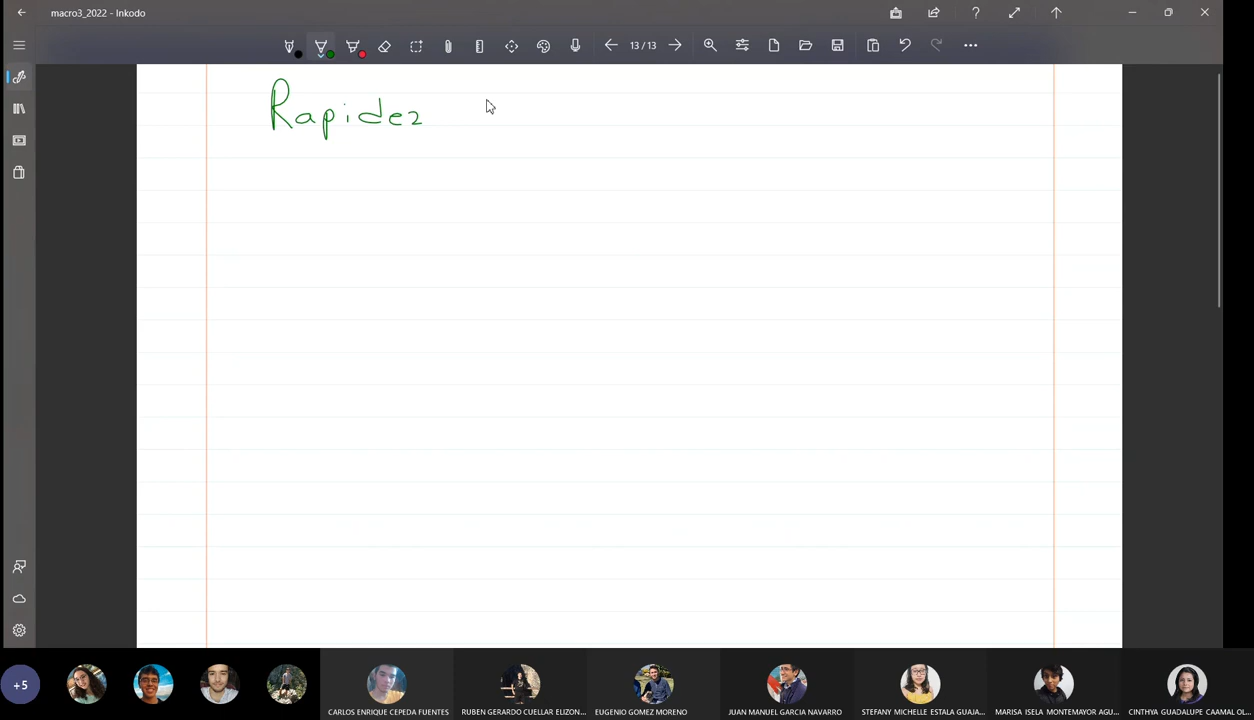 macro3_2022 - Inkodo
13 / 13
Rapidez
+5
CARLOS ENRIQUE CEPEDA FUENTES
RUBEN GERARDO CUELLAR ELIZON...
EUGENIO GOMEZ MORENO
JUAN MANUEL GARCIA NAVARRO
STEFANY MICHELLE ESTALA GUAJA...
MARISA ISELA MONTEMAYOR AGU...
CINTHYA GUADALUPE CAAMAL OL...